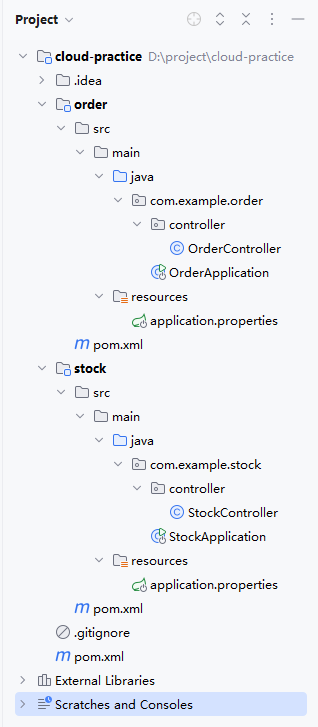 Project
cloud-practice D:\project\cloud-practice
.idea
order
src
main
java
com.example.order
controller
OrderController
OrderApplication
resources
application.properties
pom.xml
stock
src
main
java
com.example.stock
controller
StockController
StockApplication
resources
application.properties
pom.xml
.gitignore
pom.xml
External Libraries
Scratches and Consoles